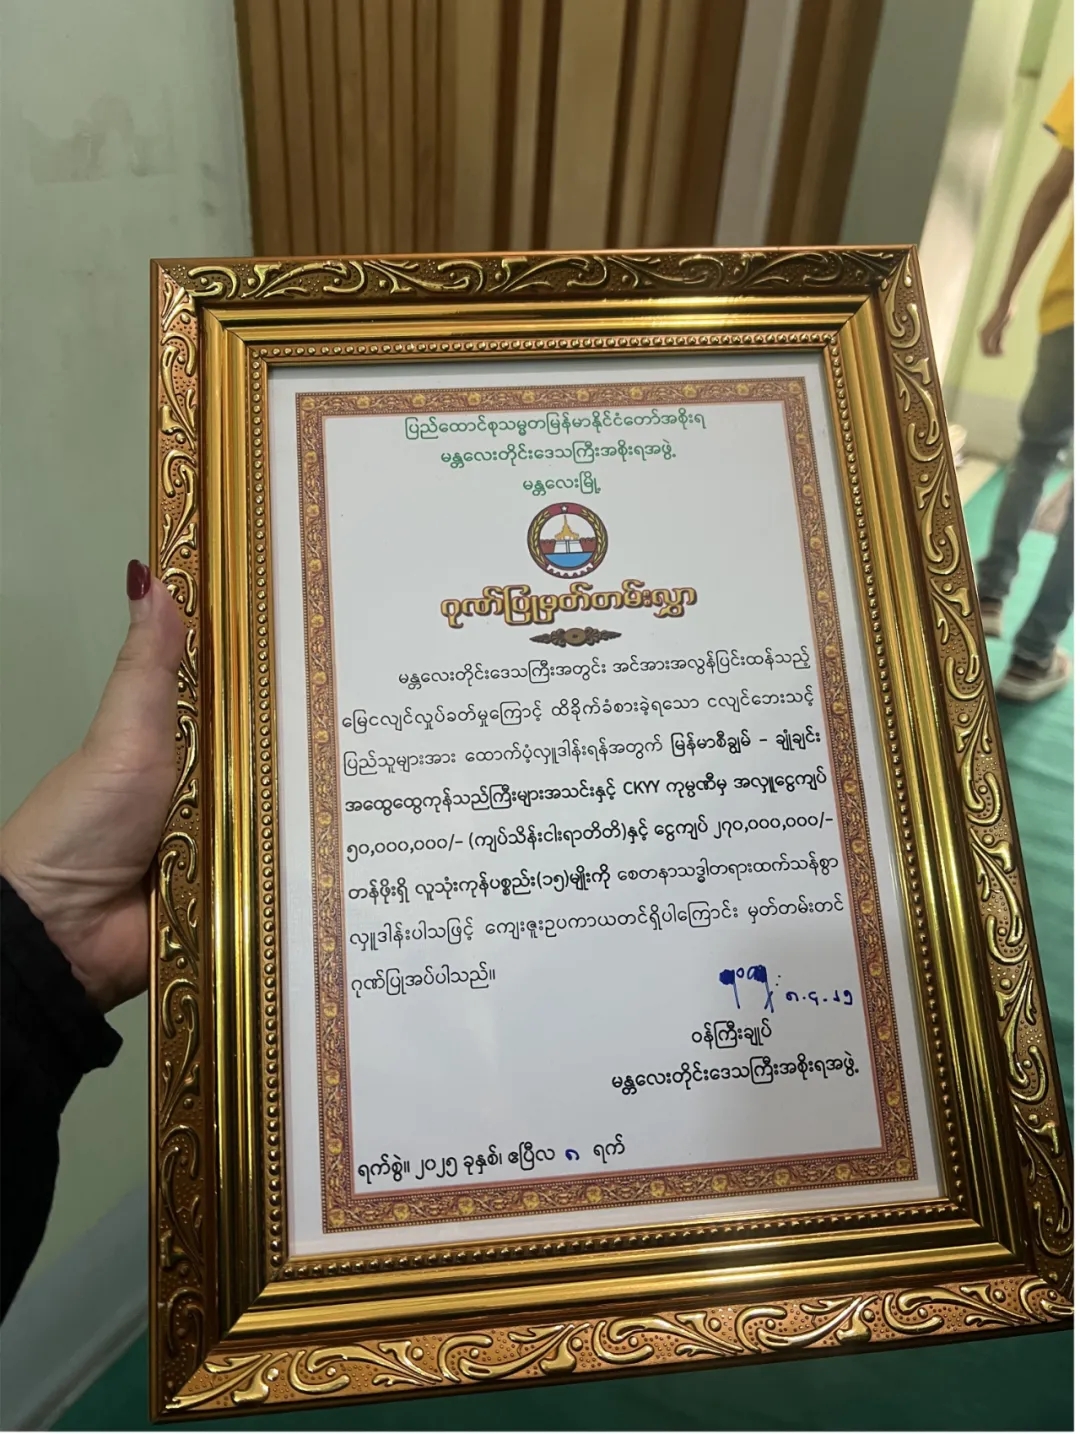 ပြည်ထောင်စုသမ္မတမြန်မာနိုင်ငံတော်အစိုးရ
မန္တလေးတိုင်းဒေသကြီးအစိုးရအဖွဲ့
မန္တလေးမြို့
ဂုဏ်ပြုမှတ်တမ်းလွှာ
မန္တလေးတိုင်းဒေသကြီးအတွင်း အင်အားအလွန်ပြင်းထန်သည့်
မြေငလျင်လှုပ်ခတ်မှုကြောင့် ထိခိုက်ခံစားခဲ့ရသော ငလျင်ဘေးသင့်
ပြည်သူများအား ထောက်ပံ့လှူဒါန်းရန်အတွက် မြန်မာစီချွမ် - ချုံချင်း
အထွေထွေကုန်သည်ကြီးများအသင်းနှင့် CKYY ကုမ္ပဏီမှ အလှူငွေကျပ်
၅၀,၀၀၀,၀၀၀/- (ကျပ်သိန်းငါးရာတိတိ)နှင့် ငွေကျပ် ၂၇၀,၀၀၀,၀၀၀/-
တန်ဖိုးရှိ လူသုံးကုန်ပစ္စည်း(၁၅)မျိုးကို စေတနာသဒ္ဓါတရားထက်သန်စွာ
လှူဒါန်းပါသဖြင့် ကျေးဇူးဥပကာယတင်ရှိပါကြောင်း မှတ်တမ်းတင်
ဂုဏ်ပြုအပ်ပါသည်။
၈.၄.၂၅
ဝန်ကြီးချုပ်
မန္တလေးတိုင်းဒေသကြီးအစိုးရအဖွဲ့
ရက်စွဲ။ ၂၀၂၅ ခုနှစ်၊ ဧပြီလ ၈ ရက်